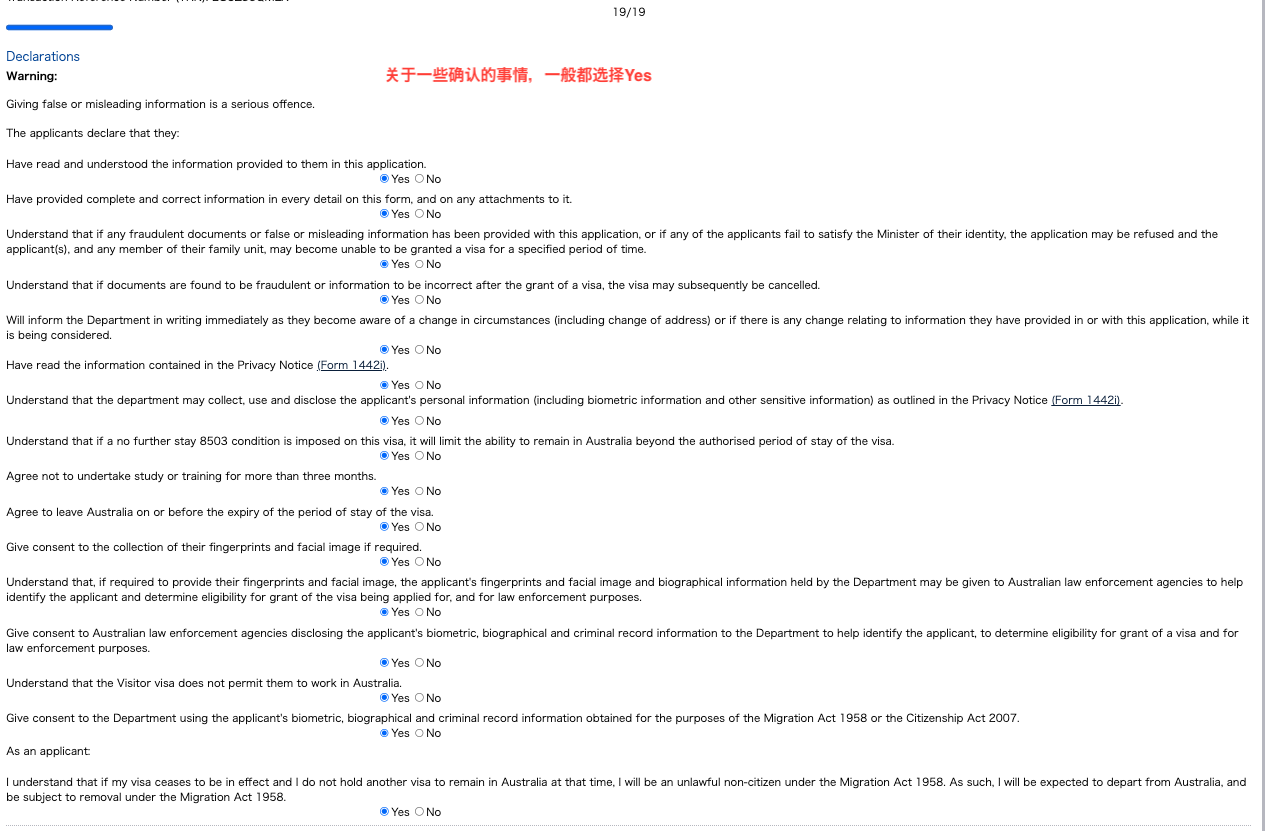 19/19
Declarations
Warning:
关于一些确认的事情，一般都选择Yes
Giving false or misleading information is a serious offence.
The applicants declare that they:
Have read and understood the information provided to them in this application.
Yes No
Have provided complete and correct information in every detail on this form, and on any attachments to it.
Yes No
Understand that if any fraudulent documents or false or misleading information has been provided with this application, or if any of the applicants fail to satisfy the Minister of their identity, the application may be refused and the
applicant(s), and any member of their family unit, may become unable to be granted a visa for a specified period of time.
Yes No
Understand that if documents are found to be fraudulent or information to be incorrect after the grant of a visa, the visa may subsequently be cancelled.
Yes No
Will inform the Department in writing immediately as they become aware of a change in circumstances (including change of address) or if there is any change relating to information they have provided in or with this application, while it
is being considered.
Yes No
Have read the information contained in the Privacy Notice (Form 1442i).
Yes No
Understand that the department may collect, use and disclose the applicant's personal information (including biometric information and other sensitive information) as outlined in the Privacy Notice (Form 1442i).
Yes No
Understand that if a no further stay 8503 condition is imposed on this visa, it will limit the ability to remain in Australia beyond the authorised period of stay of the visa.
Yes No
Agree not to undertake study or training for more than three months.
Yes No
Agree to leave Australia on or before the expiry of the period of stay of the visa.
Yes No
Give consent to the collection of their fingerprints and facial image if required.
Yes No
Understand that, if required to provide their fingerprints and facial image, the applicant's fingerprints and facial image and biographical information held by the Department may be given to Australian law enforcement agencies to help
identify the applicant and determine eligibility for grant of the visa being applied for, and for law enforcement purposes.
Yes No
Give consent to Australian law enforcement agencies disclosing the applicant's biometric, biographical and criminal record information to the Department to help identify the applicant, to determine eligibility for grant of a visa and for
law enforcement purposes.
Yes No
Understand that the Visitor visa does not permit them to work in Australia.
Yes No
Give consent to the Department using the applicant's biometric, biographical and criminal record information obtained for the purposes of the Migration Act 1958 or the Citizenship Act 2007.
Yes No
As an applicant:
I understand that if my visa ceases to be in effect and I do not hold another visa to remain in Australia at that time, I will be an unlawful non-citizen under the Migration Act 1958. As such, I will be expected to depart from Australia, and
be subject to removal under the Migration Act 1958.
Yes No